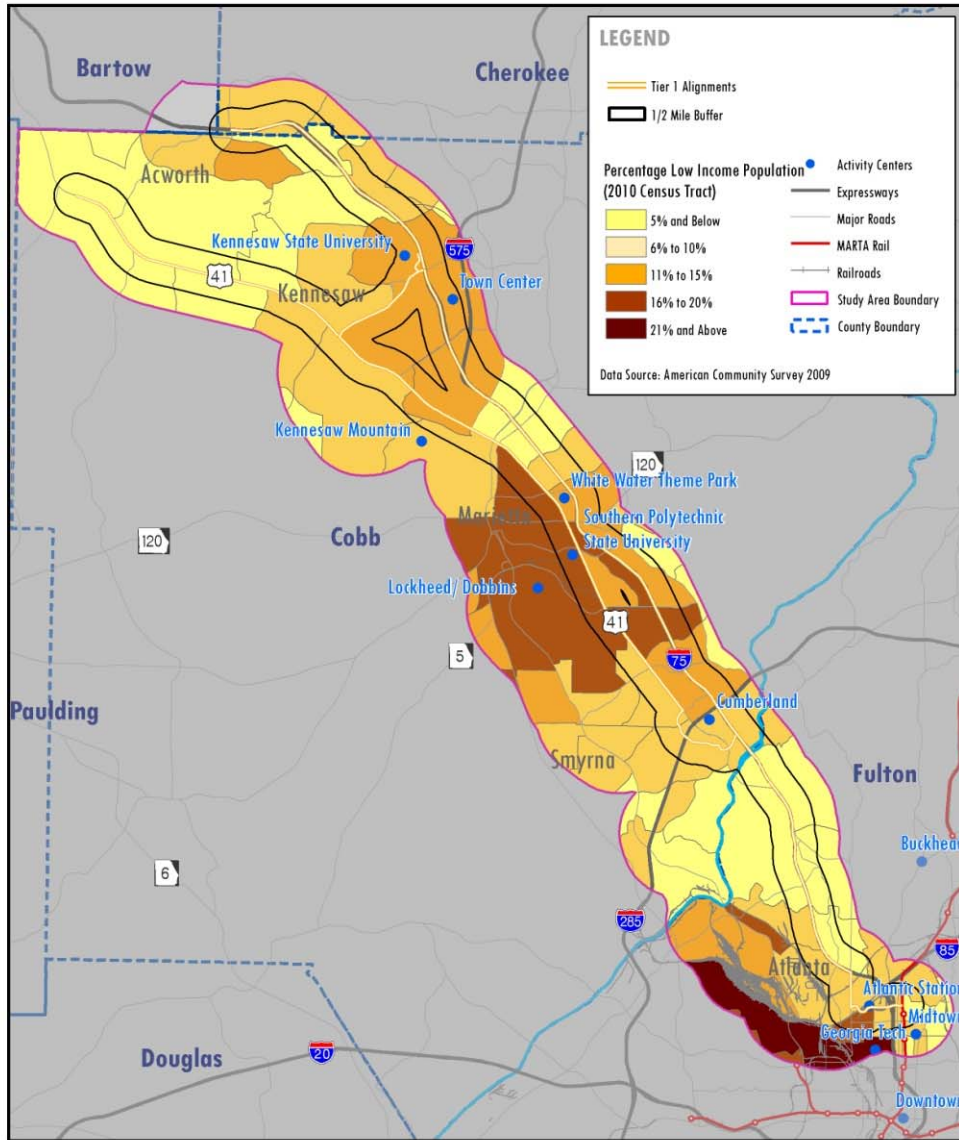 LEGEND
Tier 1 Alignments
1/2 Mile Buffer
Percentage Low Income Population
(2010 Census Tract)
5% and Below
6% to 10%
11% to 15%
16% to 20%
21% and Above
Activity Centers
Expressways
Major Roads
MARTA Rail
Railroads
Study Area Boundary
County Boundary
Data Source: American Community Survey 2009
Bartow
Cherokee
Acworth
Kennesaw State University
575
41
Town Center
Kennesaw
Kennesaw Mountain
120
White Water Theme Park
Marietta
Southern Polytechnic
State University
120
Cobb
Lockheed/ Dobbins
41
5
75
Paulding
Cumberland
Smyrna
Fulton
Buckhead
6
285
85
Atlanta
Atlantic Station
Midtown
Georgia Tech
Douglas
20
Downtown